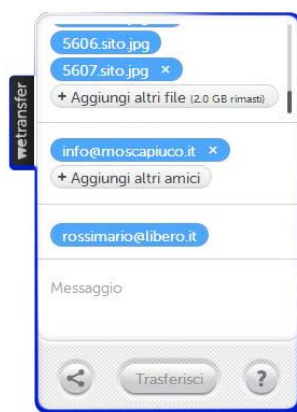 5606.sito.jpg
5607.sito.jpg ×
+ Aggiungi altri file (2.0 GB rimasti)
wetransfer
info@moscapiuco.it ×
+ Aggiungi altri amici
rossimario@libero.it
Messaggio
Trasferisci
?